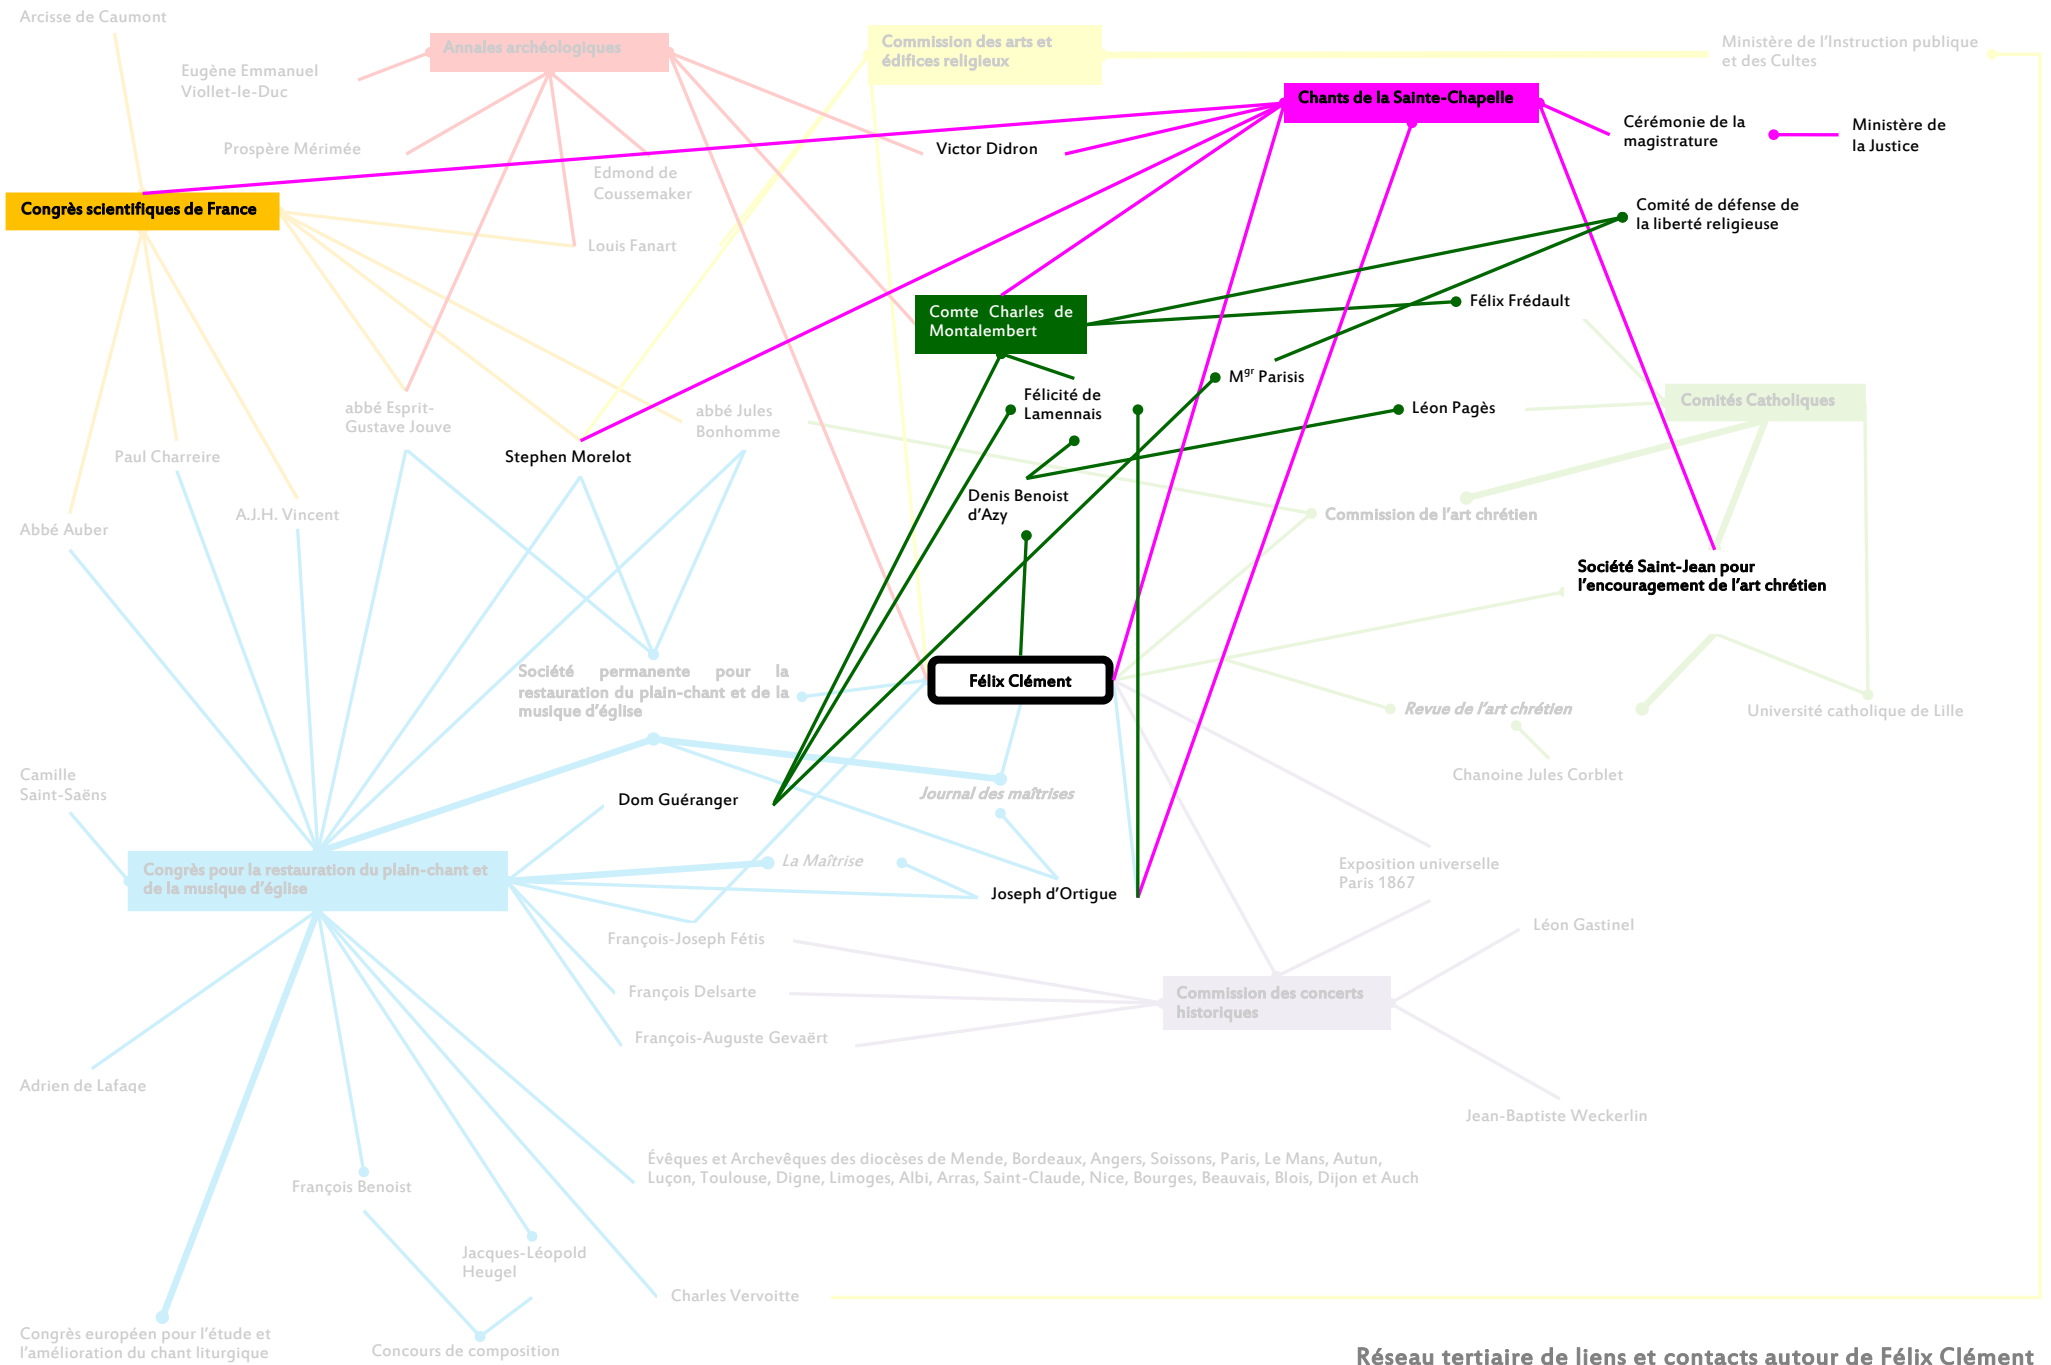 Arcisse de Caumont
Annales archéologiques
Commission des arts et
édifices religieux
Ministère de l'Instruction publique
et des Cultes
Eugène Emmanuel
Viollet-le-Duc
Chants de la Sainte-Chapelle
Cérémonie de la
magistrature
Ministère de
la Justice
Prospère Mérimée
Victor Didron
Edmond de
Coussemaker
Congrès scientifiques de France
Comité de défense de
la liberté religieuse
Louis Fanart
Comte Charles de
Montalembert
Félix Frédault
Mgr Parisis
Félicité de
Lamennais
Léon Pagès
Comités Catholiques
abbé Esprit-
Gustave Jouve
abbé Jules
Bonhomme
Paul Charreire
Stephen Morelot
Denis Benoist
d'Azy
Abbé Auber
A.J.H. Vincent
Commission de l'art chrétien
Société Saint-Jean pour
l'encouragement de l'art chrétien
Société permanente pour la
restauration du plain-chant et de la
musique d'église
Félix Clément
Revue de l'art chrétien
Université catholique de Lille
Camille
Saint-Saëns
Dom Guéranger
Journal des maîtrises
Chanoine Jules Corblet
Congrès pour la restauration du plain-chant et
de la musique d'église
La Maîtrise
Joseph d'Ortigue
Exposition universelle
Paris 1867
François-Joseph Fétis
Léon Gastinel
François Delsarte
Commission des concerts
historiques
François-Auguste Gevaërt
Adrien de Lafage
Jean-Baptiste Weckerlin
Évêques et Archevêques des diocèses de Mende, Bordeaux, Angers, Soissons, Paris, Le Mans, Autun,
Luçon, Toulouse, Digne, Limoges, Albi, Arras, Saint-Claude, Nice, Bourges, Beauvais, Blois, Dijon et Auch
François Benoist
Jacques-Léopold
Heugel
Charles Vervoitte
Congrès européen pour l'étude et
l'amélioration du chant liturgique
Concours de composition
Réseau tertiaire de liens et contacts autour de Félix Clément